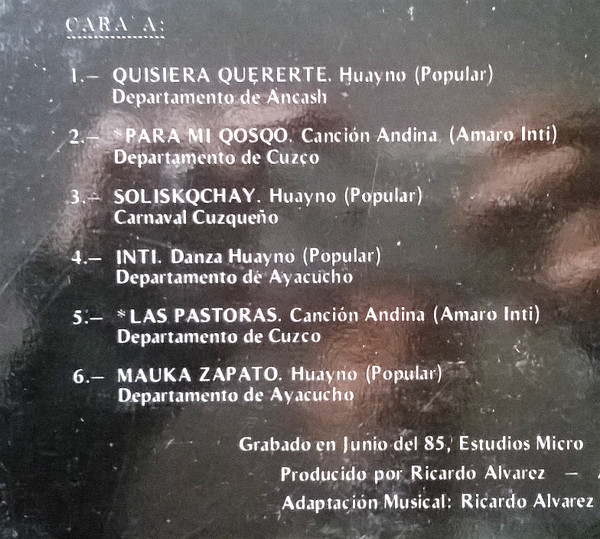 CARA A:
1.– QUISIERA QUERERTE. Huayno (Popular)
Departamento de Ancash
2.– *PARA MI QOSQO. Canción Andina (Amaro Inti)
Departamento de Cuzco
3.– SOLISKQCHAY. Huayno (Popular)
Carnaval Cuzqueño
4.– INTI. Danza Huayno (Popular)
Departamento de Ayacucho
5.– *LAS PASTORAS. Canción Andina (Amaro Inti)
Departamento de Cuzco
6.– MAUKA ZAPATO. Huayno (Popular)
Departamento de Ayacucho
Grabado en Junio del 85, Estudios Micro
Producido por Ricardo Alvarez –
Adaptación Musical: Ricardo Alvarez